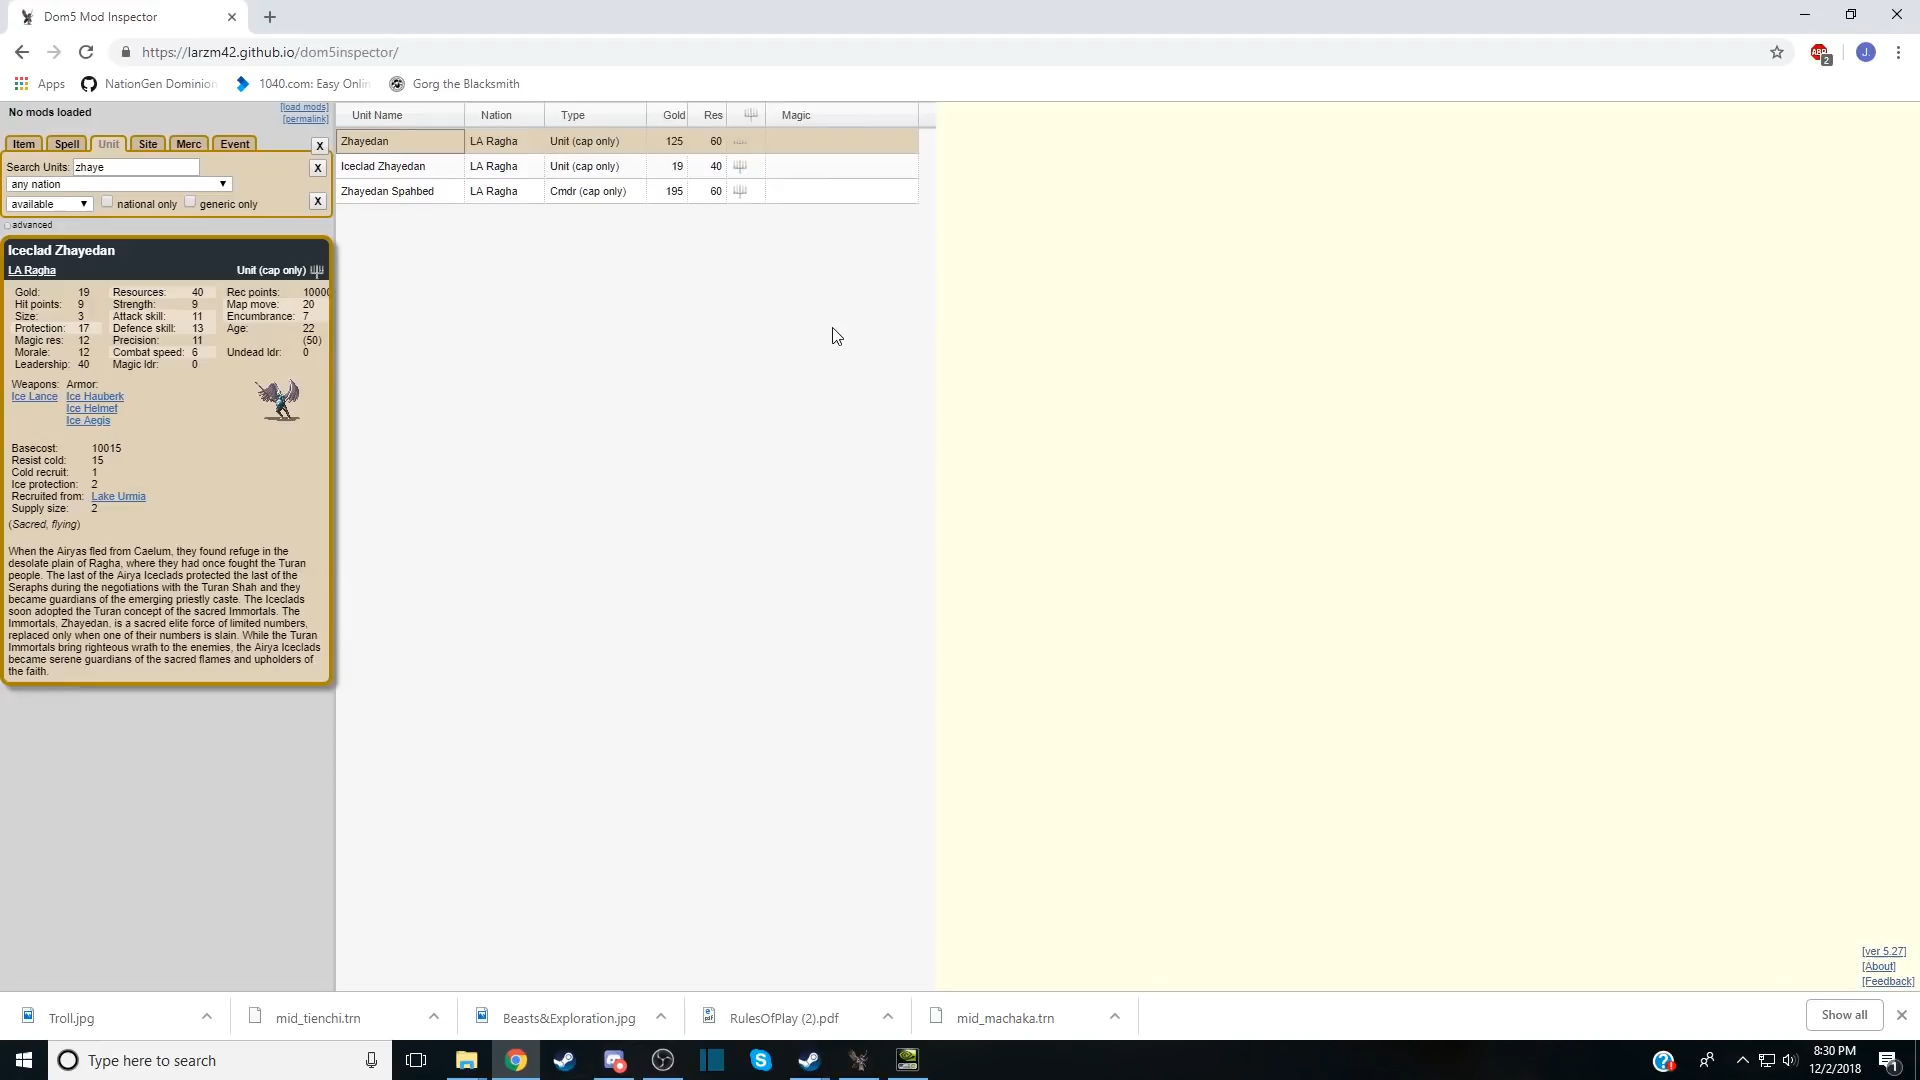 Dom5 Mod Inspector
https://larzm42.github.io/dom5inspector/
Apps NationGen Dominion 1040.com: Easy Onlin Gorg the Blacksmith
No mods loaded [load mods]
[permalink]
Item Spell Unit Site Merc Event X
Search Units: zhaye X
any nation
available national only generic only X
advanced
Iceclad Zhayedan
LA Ragha Unit (cap only)
Gold: 19 Resources: 40 Rec points: 1000
Hit points: 9 Strength: 9 Map move: 20
Size: 3 Attack skill: 11 Encumbrance: 7
Protection: 17 Defence skill: 13 Age: 22
Magic res: 12 Precision: 11 (50)
Morale: 12 Combat speed: 6 Undead ldr: 0
Leadership: 40 Magic ldr: 0
Weapons: Armor:
Ice Lance Ice Hauberk
Ice Helmet
Ice Aegis
Basecost: 10015
Resist cold: 15
Cold recruit: 1
Ice protection: 2
Recruited from: Lake Urmia
Supply size: 2
(Sacred, flying)
When the Airyas fled from Caelum, they found refuge in the
desolate plain of Ragha, where they had once fought the Turan
people. The last of the Airya Iceclads protected the last of the
Seraphs during the negotiations with the Turan Shah and they
became guardians of the emerging priestly caste. The Iceclads
soon adopted the Turan concept of the sacred Immortals. The
Immortals, Zhayedan, is a sacred elite force of limited numbers,
replaced only when one of their numbers is slain. While the Turan
Immortals bring righteous wrath to the enemies, the Airya Iceclads
became serene guardians of the sacred flames and upholders of
the faith.
Unit Name Nation Type Gold Res Magic
Zhayedan LA Ragha Unit (cap only) 125 60
Iceclad Zhayedan LA Ragha Unit (cap only) 19 40
Zhayedan Spahbed LA Ragha Cmdr (cap only) 195 60
[ver 5.27]
[About]
[Feedback]
Troll.jpg mid_tienchi.trn Beasts&Exploration.jpg RulesOfPlay (2).pdf mid_machaka.trn Show all
Type here to search
8:30 PM
12/2/2018